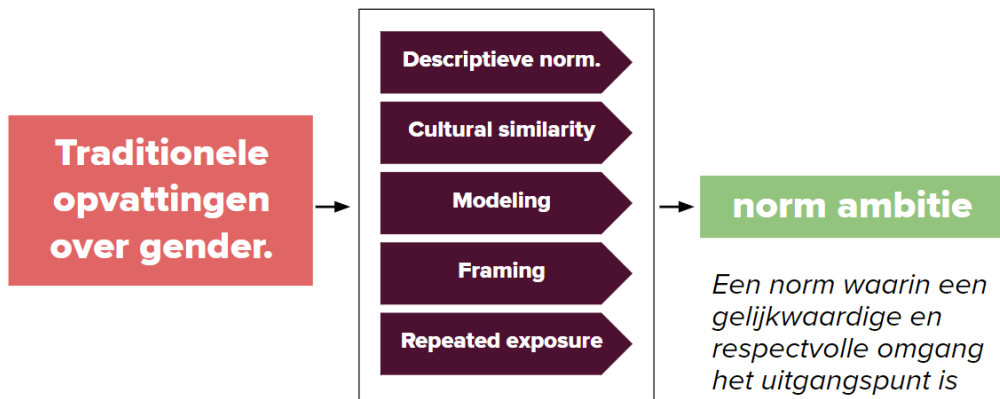 Traditionele
opvattingen
over gender.
Descriptieve norm.
Cultural similarity
Modeling
Framing
Repeated exposure
norm ambitie
Een norm waarin een
gelijkwaardige en
respectvolle omgang
het uitgangspunt is